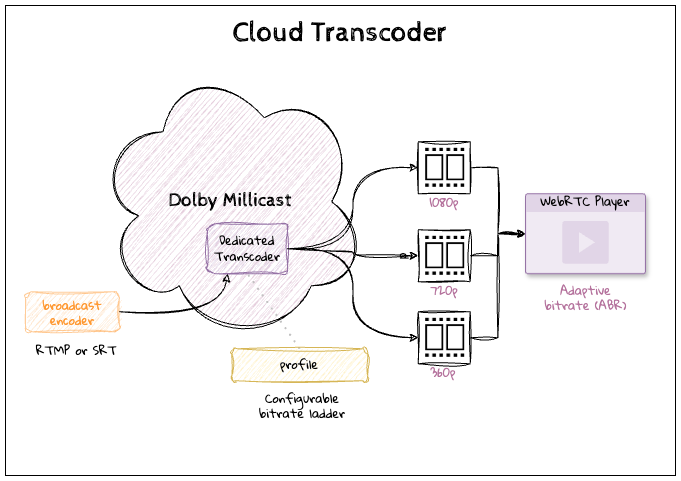 Cloud Transcoder
Dolby Millicast
Dedicated
Transcoder
broadcast
encoder
RTMP or SRT
profile
Configurable
bitrate ladder
1080p
720p
360p
WebRTC Player
Adaptive
bitrate (ABR)